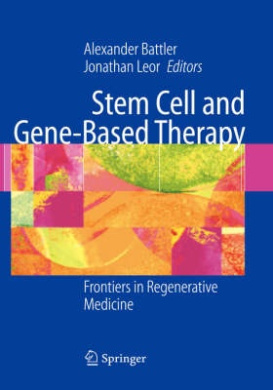 Alexander Battler
Jonathan Leor Editors
Stem Cell and
Gene-Based Therapy
Frontiers in Regenerative
Medicine
Springer